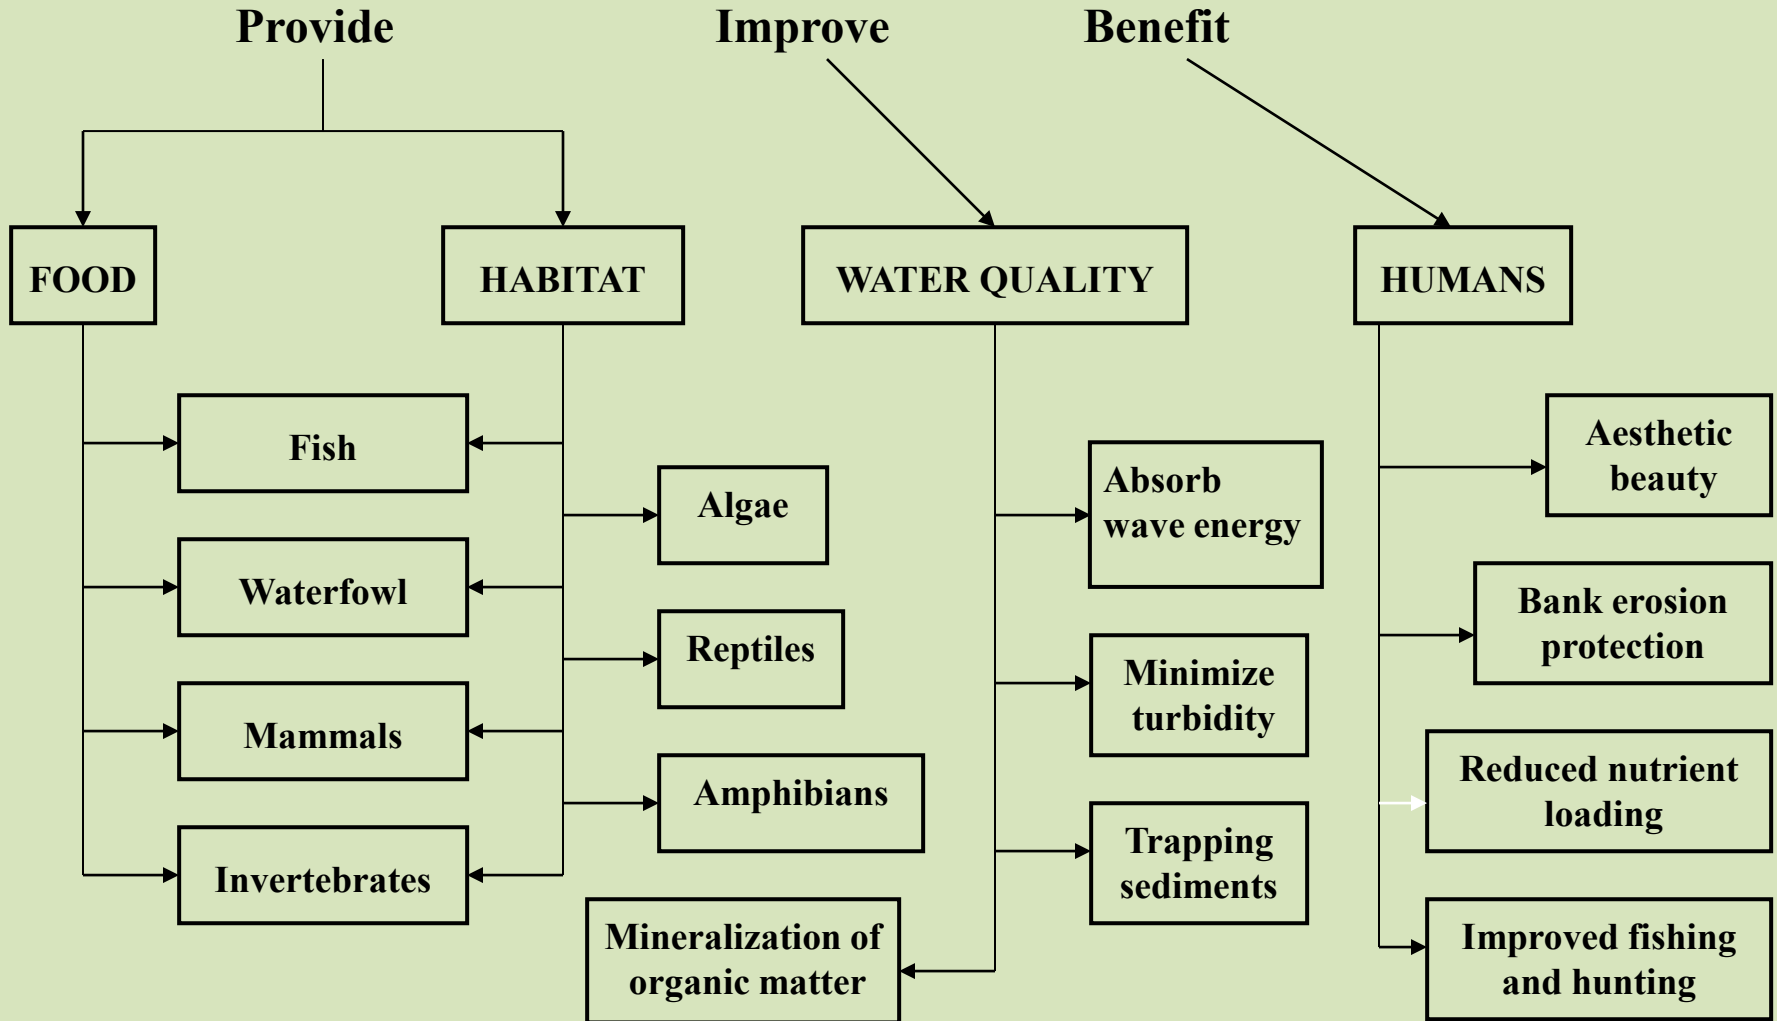 Provide
Improve
Benefit
FOOD
HABITAT
WATER QUALITY
HUMANS
Fish
Waterfowl
Mammals
Invertebrates
Algae
Reptiles
Amphibians
Absorb
wave energy
Minimize
turbidity
Trapping
sediments
Mineralization of
organic matter
Aesthetic
beauty
Bank erosion
protection
Reduced nutrient
loading
Improved fishing
and hunting